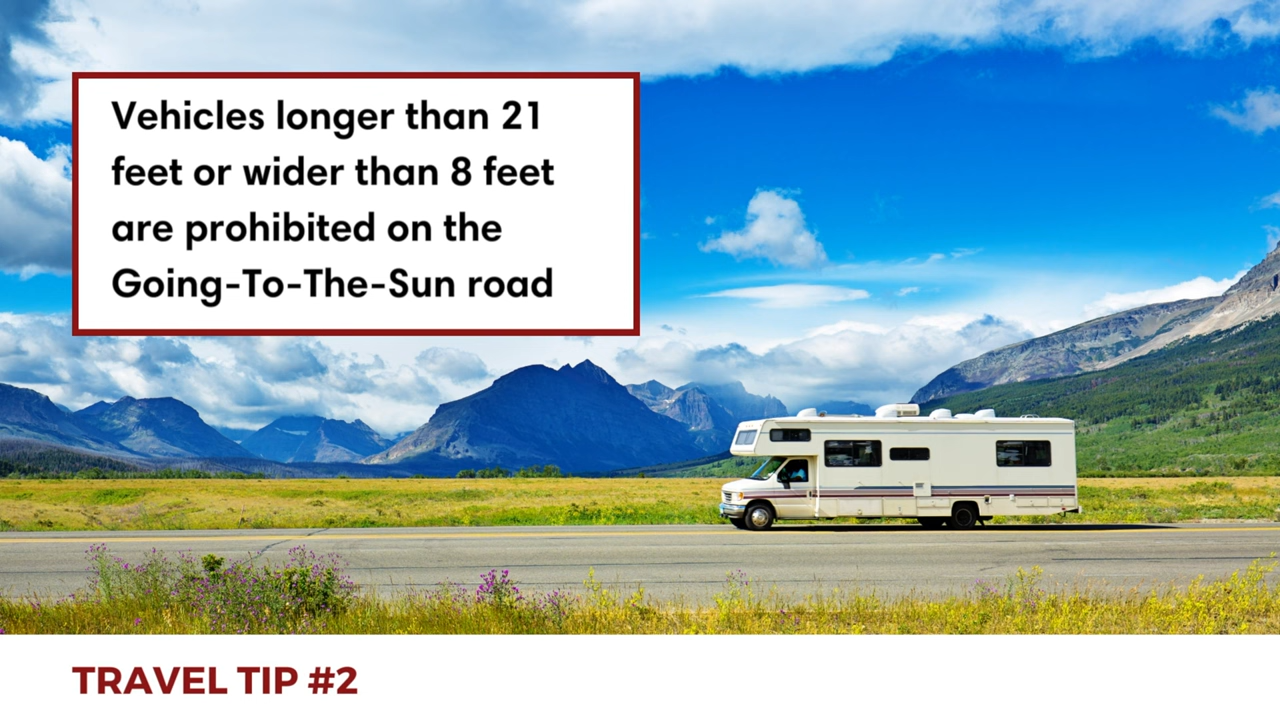 Vehicles longer than 21
feet or wider than 8 feet
are prohibited on the
Going-To-The-Sun road
TRAVEL TIP #2